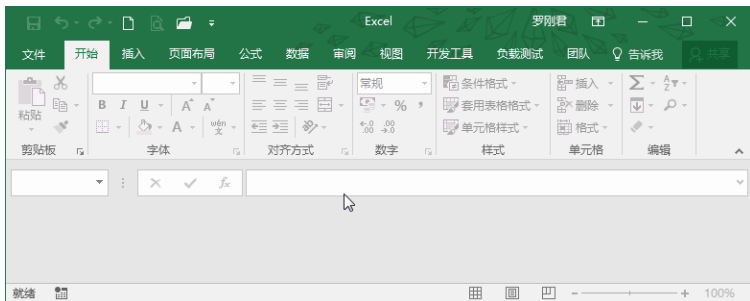 Excel 罗刚君
文件 开始 插入 页面布局 公式 数据 审阅 视图 开发工具 负载测试 团队 告诉我 共享
常规 条件格式 插入 Σ
粘贴 B I U A A % 套用表格格式 删除
A wén 文 .00 .0 单元格样式 格式
剪贴板 字体 对齐方式 数字 样式 单元格 编辑
fx
就绪 100%